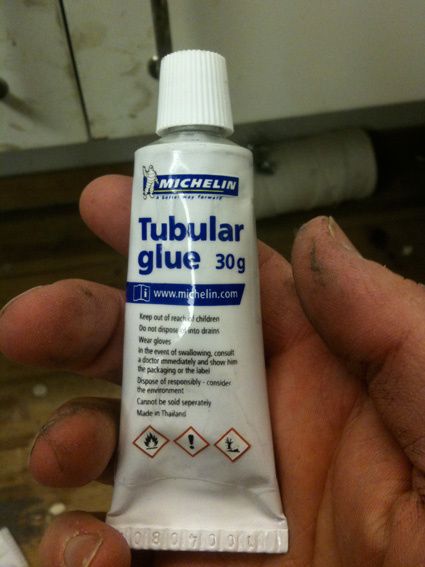 MICHELIN
A better way forward
Tubular
glue 30g
i www.michelin.com
Keep out of reach of children
Do not dispose into drains
Wear gloves
in the event of swallowing, consult
a doctor immediately and show him
the packaging or the label
Dispose of responsibly - consider
the environment
Cannot be sold seperately
Made in Thailand